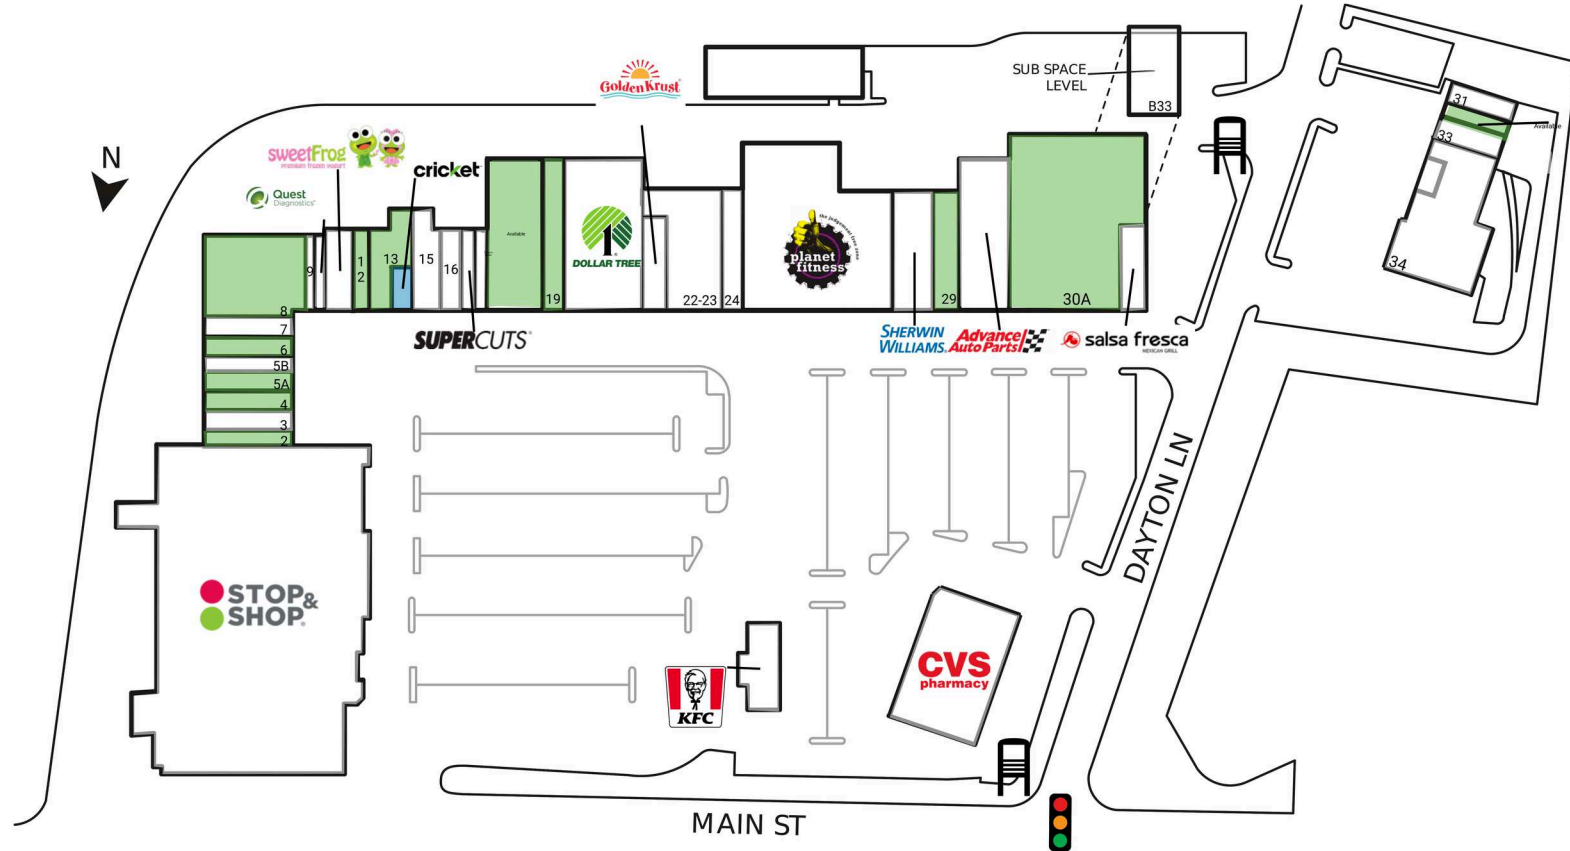 GoldenKrust
SUB SPACE
LEVEL
B33
31
Available
33
34
N
sweetFrog
premium frozen yogurt
cricket
Quest
Diagnostics
9
1
2
13
15
16
Available
19
1
DOLLAR TREE
22-23
24
the judgement free zone
planet
fitness
29
30A
8
7
6
5B
5A
4
3
2
SUPERCUTS
SHERWIN
WILLIAMS.
Advance
Auto Parts
salsa fresca
MEXICAN GRILL
DAYTON LN
STOP&
SHOP
KFC
CVS
pharmacy
MAIN ST